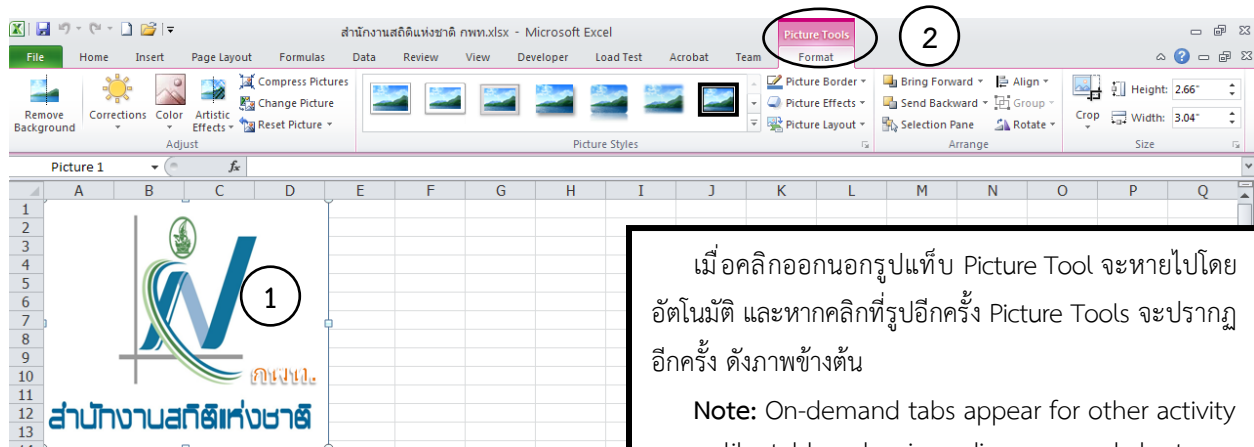 สำนักงานสถิติแห่งชาติ กพท.xlsx - Microsoft Excel
Picture Tools
2
File Home Insert Page Layout Formulas Data Review View Developer Load Test Acrobat Team Format
Remove Background
Corrections
Color
Artistic Effects
Compress Pictures
Change Picture
Reset Picture
Adjust
Picture Styles
Picture Border
Picture Effects
Picture Layout
Bring Forward
Send Backward
Selection Pane
Align
Group
Rotate
Arrange
Crop
Height: 2.66"
Width: 3.04"
Size
Picture 1 fx
A B C D E F G H I J K L M N O P Q
1
2
3
4
5
6
7
8
9
10
11
12
13
1
กพท.
สำนักงานสถิติแห่งชาติ
เมื่อคลิกออกนอกรูปแท็บ Picture Tool จะหายไปโดย
อัตโนมัติ และหากคลิกที่รูปอีกครั้ง Picture Tools จะปรากฏ
อีกครั้ง ดังภาพข้างต้น
Note: On-demand tabs appear for other activity